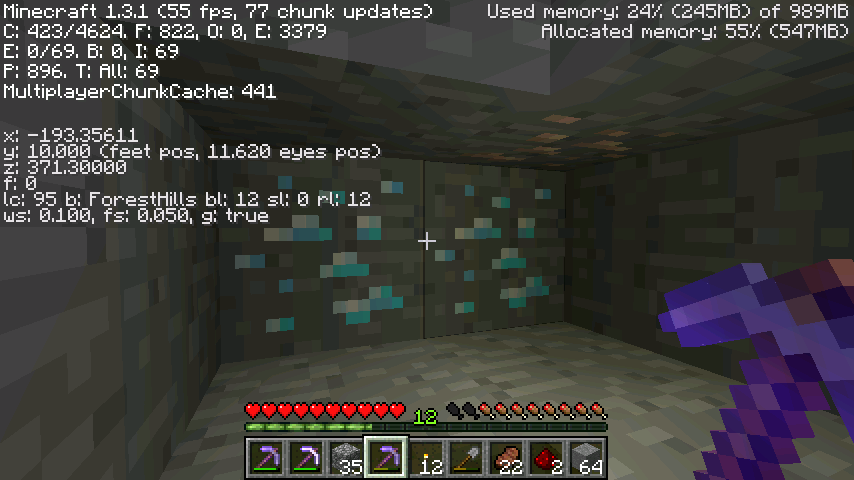 Minecraft 1.3.1 (55 fps, 77 chunk updates)
C: 423/4624. F: 822, O: 0, E: 3379
E: 0/69. B: 0, I: 69
P: 896. T: All: 69
MultiplayerChunkCache: 441
Used memory: 24% (245MB) of 989MB
Allocated memory: 55% (547MB)
x: -193.35611
y: 10.000 (feet pos, 11.620 eyes pos)
z: 371.30000
f: 0
lc: 95 b: ForestHills bl: 12 sl: 0 rl: 12
ws: 0.100, fs: 0.050, g: true
12
35
12
22
2
64